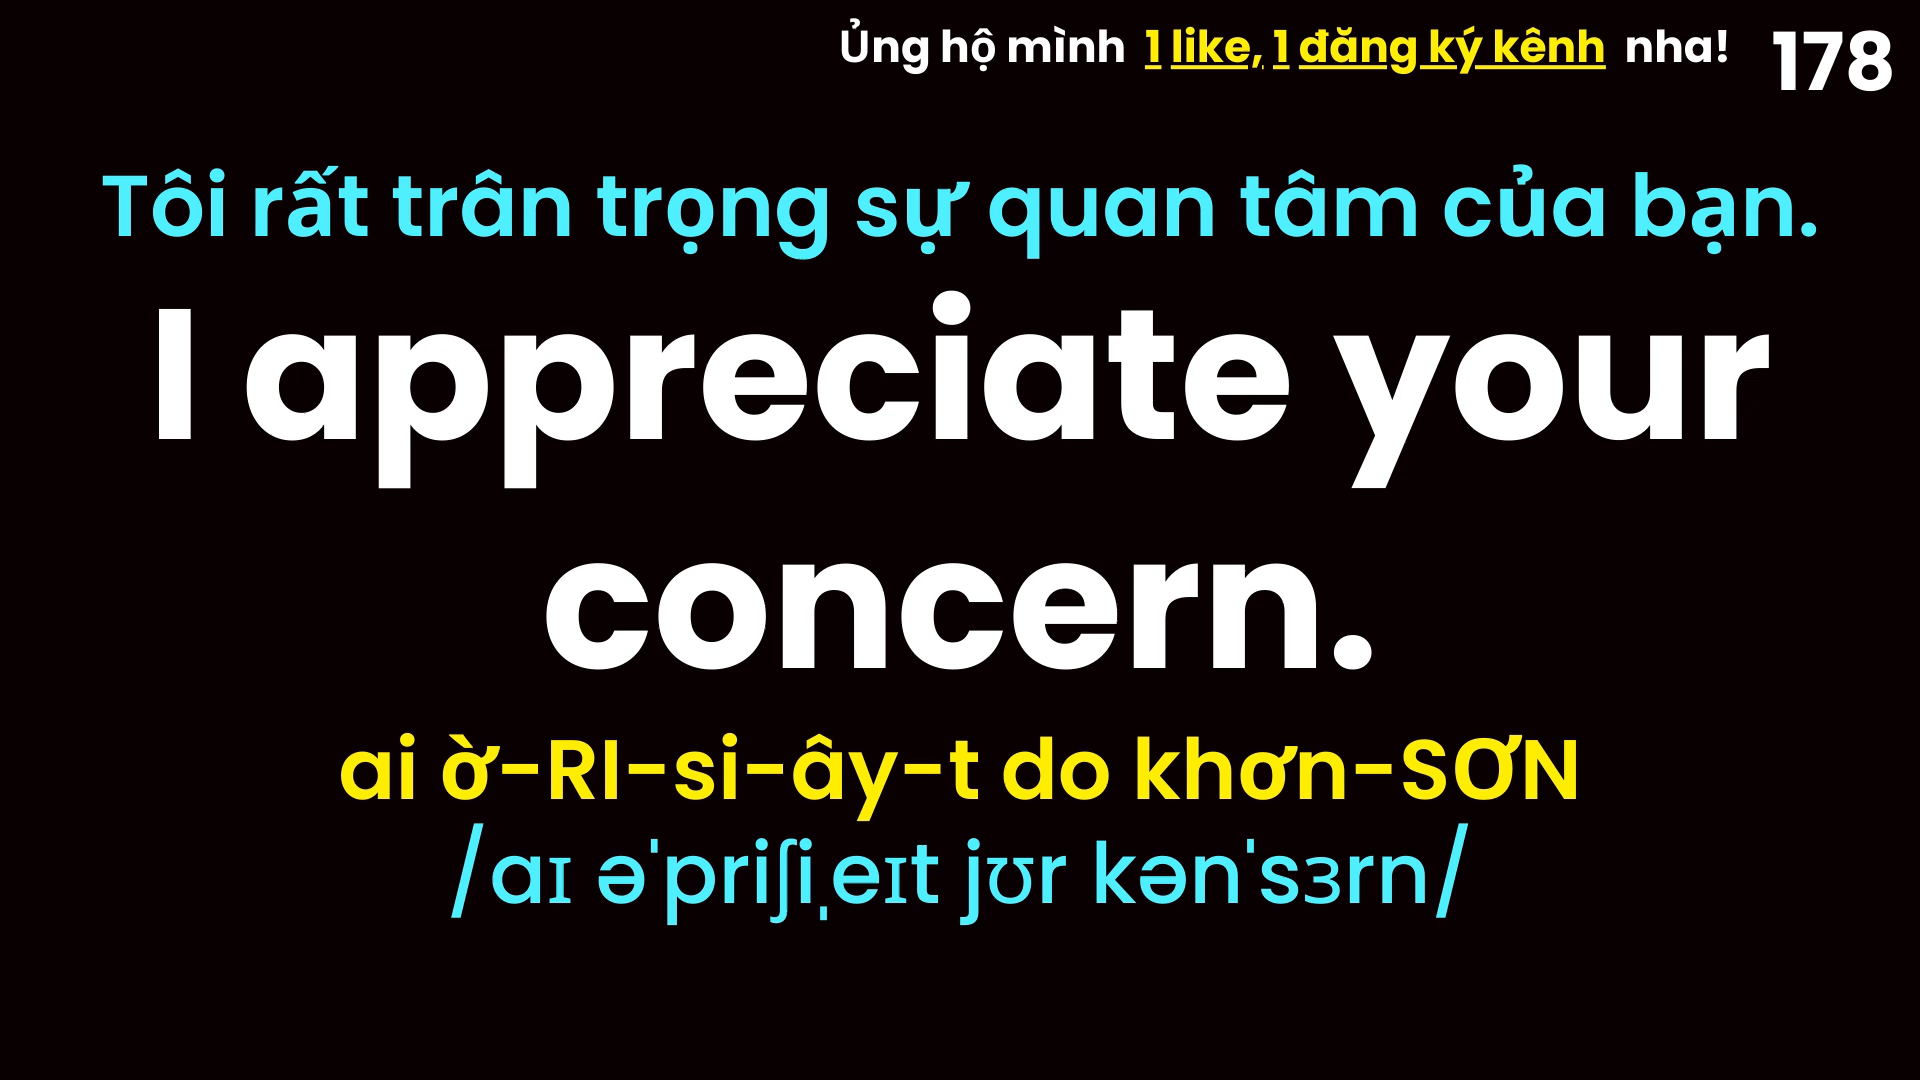 Ủng hộ mình 1 like, 1 đăng ký kênh nha! 178
Tôi rất trân trọng sự quan tâm của bạn.
I appreciate your
concern.
ai ờ-RI-si-ây-t do khơn-SƠN
/aɪ əˈpriʃiˌeɪt jʊr kənˈsɜrn/